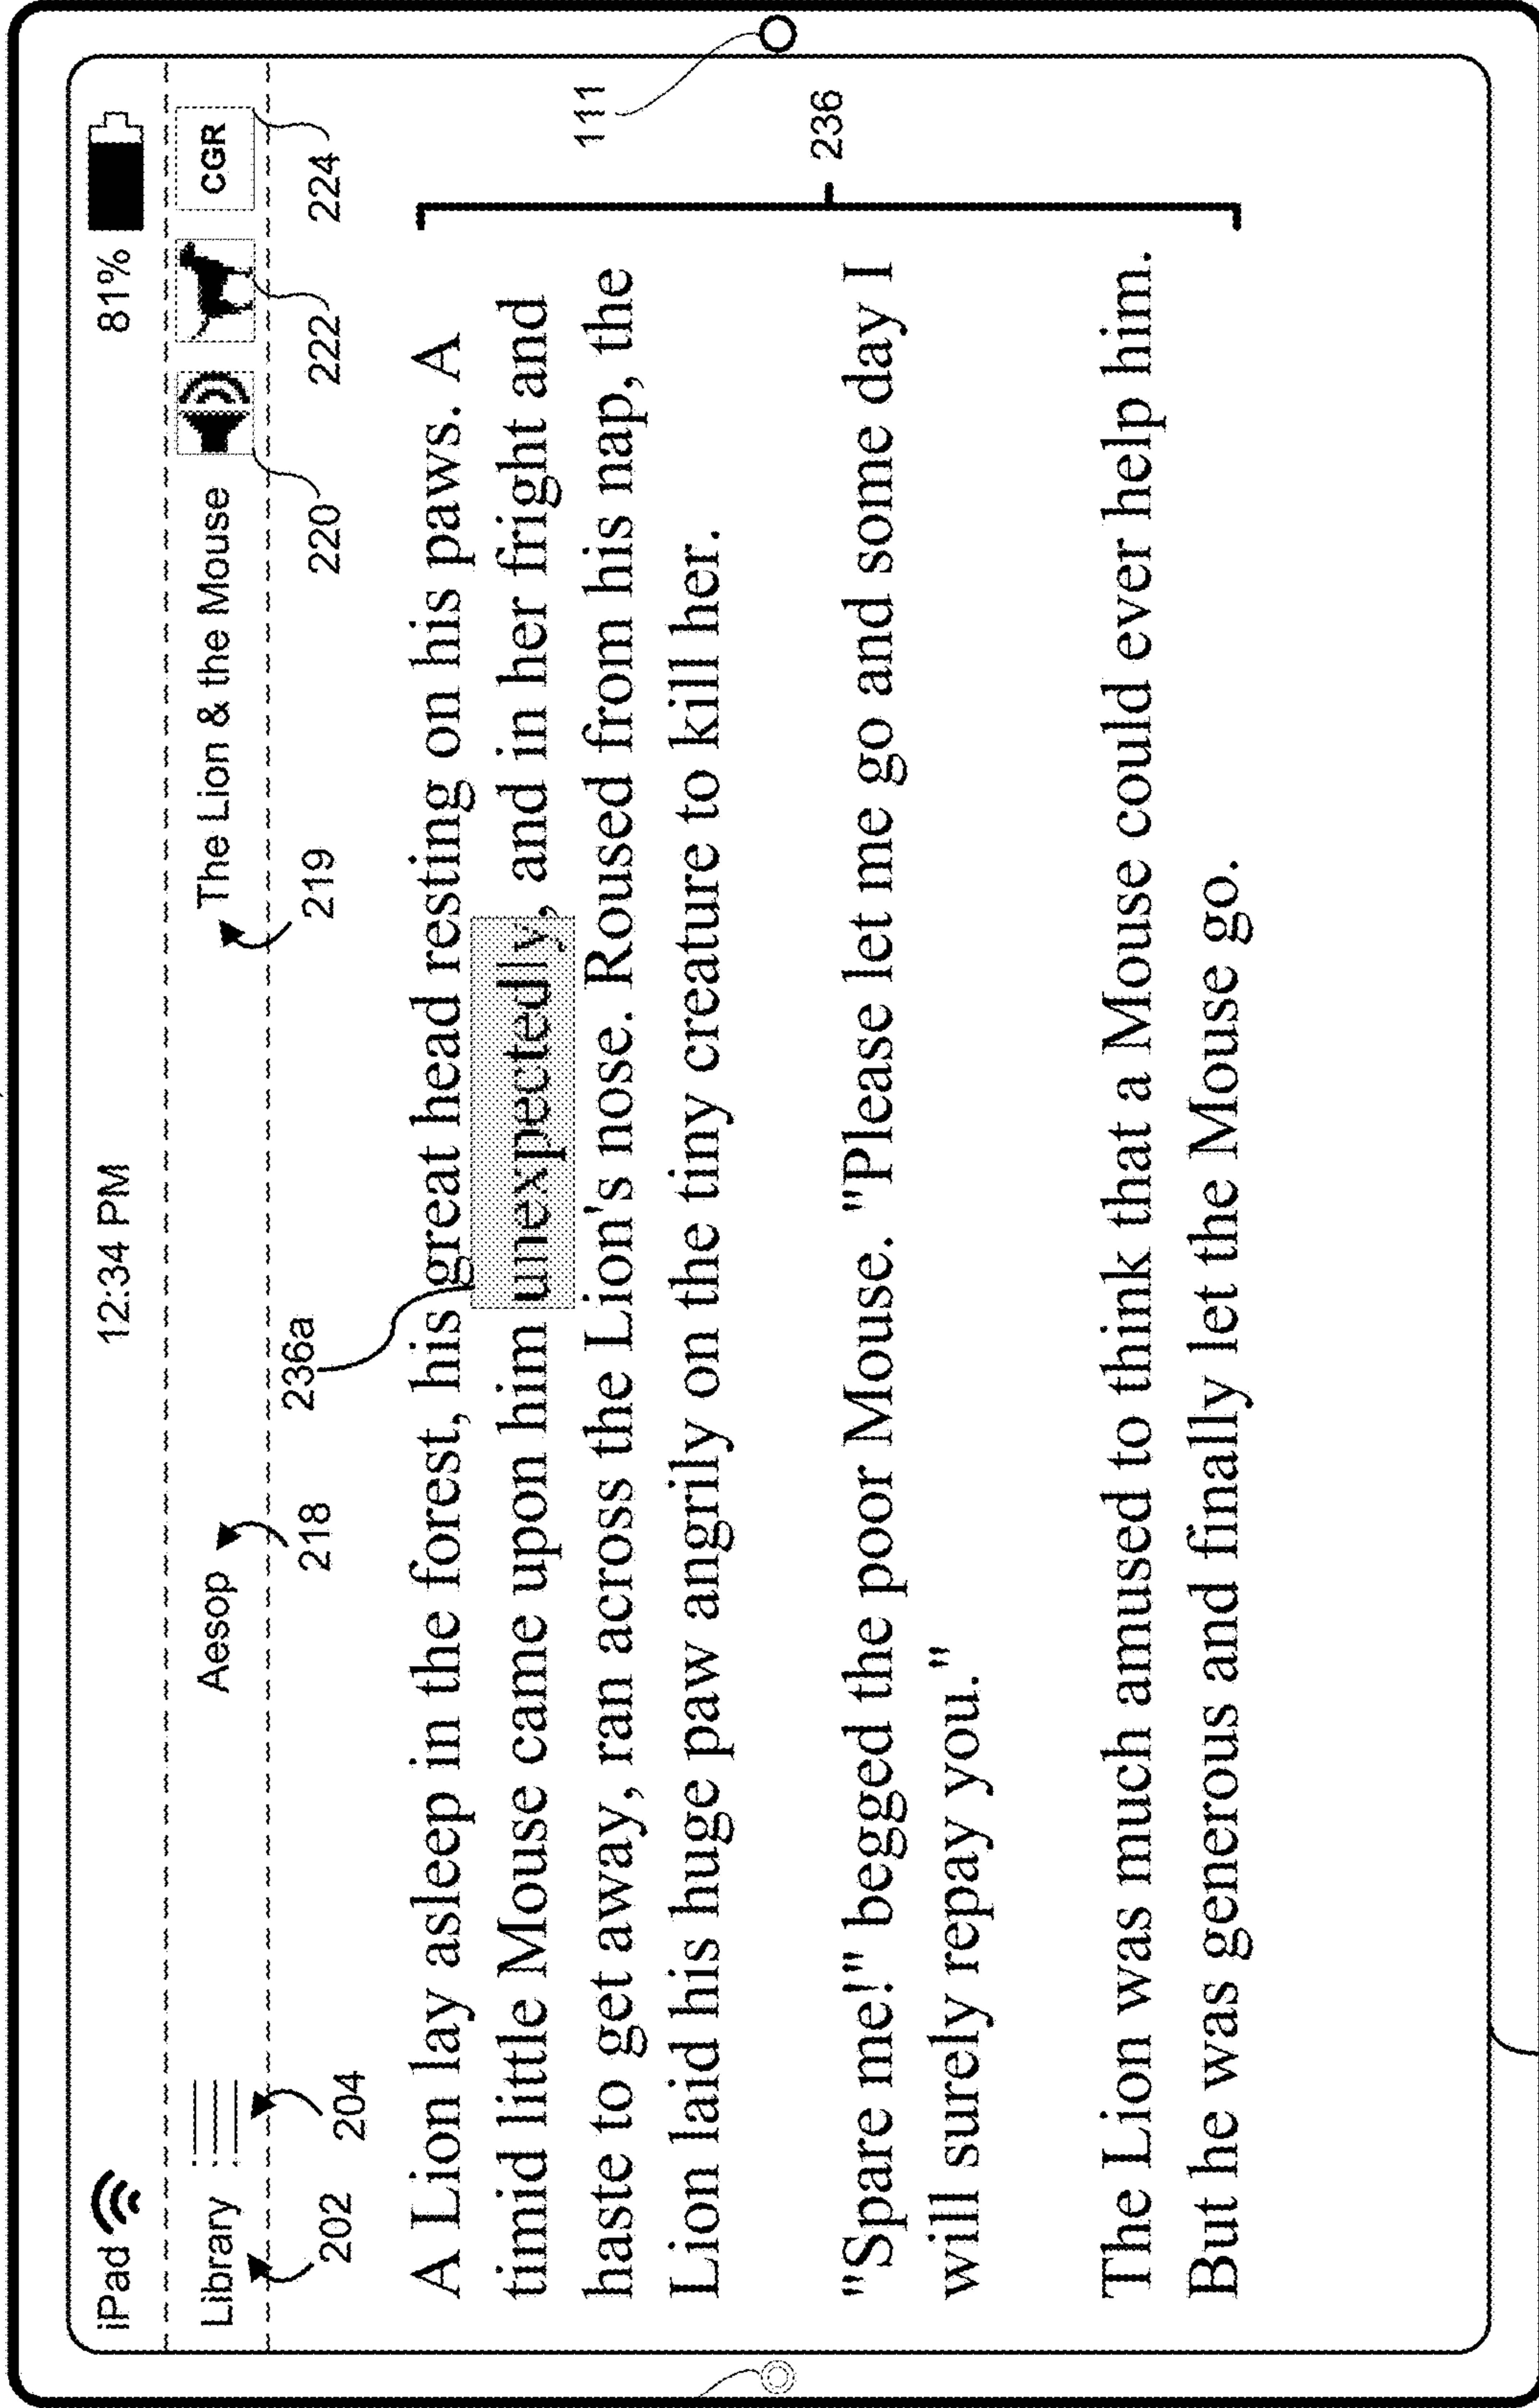 iPad 12:34 PM 81%
Library Aesop The Lion & the Mouse CGR
202 204 218 236a 219 220 222 224
A Lion lay asleep in the forest, his great head resting on his paws. A
timid little Mouse came upon him unexpectedly, and in her fright and
haste to get away, ran across the Lion's nose. Roused from his nap, the
Lion laid his huge paw angrily on the tiny creature to kill her.
"Spare me!" begged the poor Mouse. "Please let me go and some day I
will surely repay you."
The Lion was much amused to think that a Mouse could ever help him.
But he was generous and finally let the Mouse go.
111
236